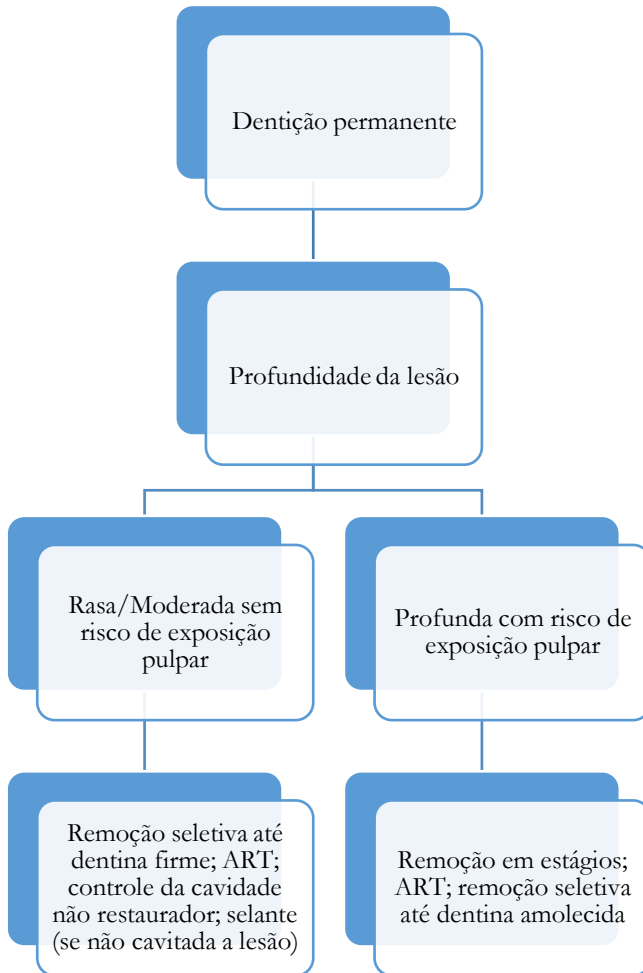 Dentição permanente
Profundidade da lesão
Rasa/Moderada sem
risco de exposição
pulpar
Profunda com risco de
exposição pulpar
Remoção seletiva até
dentina firme; ART;
controle da cavidade
não restaurador; selante
(se não cavitada a lesão)
Remoção em estágios;
ART; remoção seletiva
até dentina amolecida